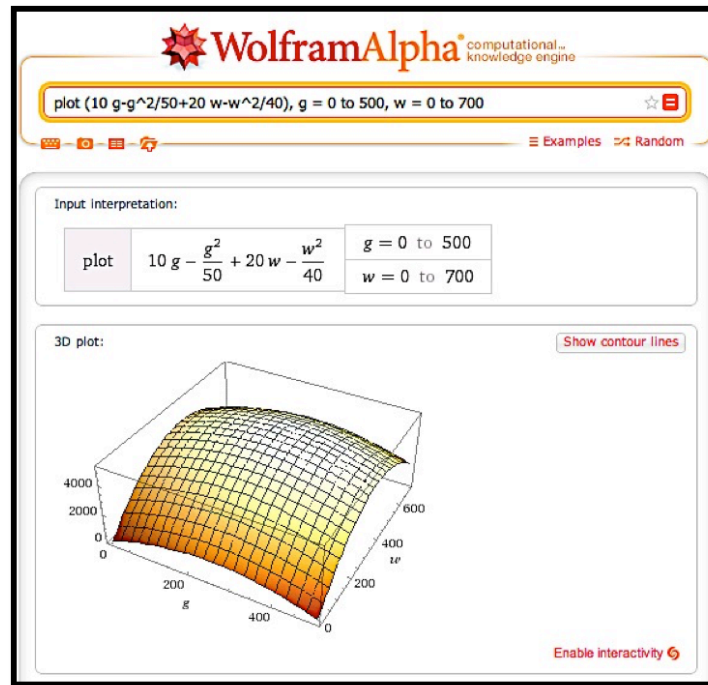 WolframAlpha computational... knowledge engine
plot (10 g-g^2/50+20 w-w^2/40), g = 0 to 500, w = 0 to 700
Examples Random
Input interpretation:
plot 10 g − g²/50 + 20 w − w²/40 g = 0 to 500
w = 0 to 700
3D plot:
Show contour lines
4000
2000
0
0
200
g
400
0
200
400
w
600
Enable interactivity